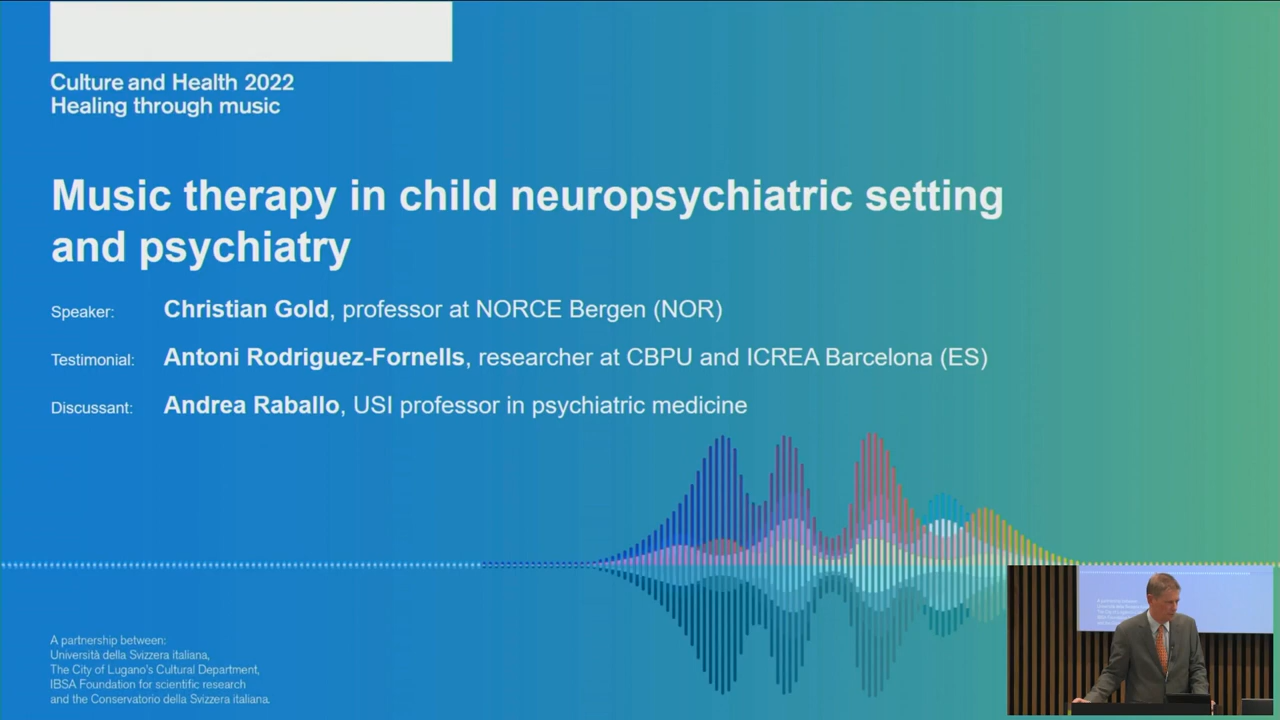 Culture and Health 2022
Healing through music
Music therapy in child neuropsychiatric setting
and psychiatry
Speaker: Christian Gold, professor at NORCE Bergen (NOR)
Testimonial: Antoni Rodriguez-Fornells, researcher at CBPU and ICREA Barcelona (ES)
Discussant: Andrea Raballo, USI professor in psychiatric medicine
A partnership between:
Università della Svizzera italiana,
The City of Lugano's Cultural Department,
IBSA Foundation for scientific research
and the Conservatorio della Svizzera italiana.